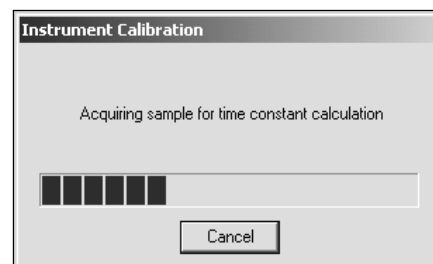 Instrument Calibration
Acquiring sample for time constant calculation
Cancel